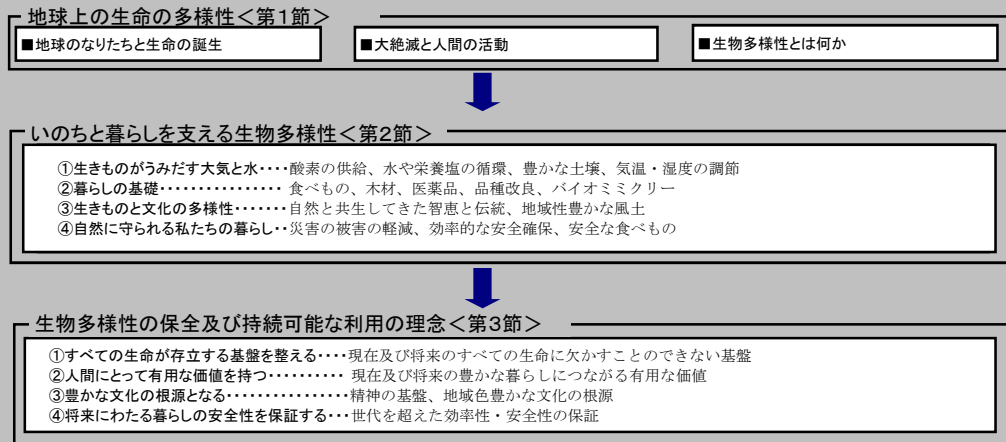 地球上の生命の多様性＜第1節＞
■地球のなりたちと生命の誕生
■大絶滅と人間の活動
■生物多様性とは何か
いのちと暮らしを支える生物多様性＜第2節＞
①生きものがうみだす大気と水････酸素の供給、水や栄養塩の循環、豊かな土壌、気温・湿度の調節
②暮らしの基礎････････････････ 食べもの、木材、医薬品、品種改良、バイオミミクリー
③生きものと文化の多様性･･･････自然と共生してきた智恵と伝統、地域性豊かな風土
④自然に守られる私たちの暮らし･･災害の被害の軽減、効率的な安全確保、安全な食べもの
生物多様性の保全及び持続可能な利用の理念＜第3節＞
①すべての生命が存立する基盤を整える････現在及び将来のすべての生命に欠かすことのできない基盤
②人間にとって有用な価値を持つ･･････････ 現在及び将来の豊かな暮らしにつながる有用な価値
③豊かな文化の根源となる････････････････精神の基盤、地域色豊かな文化の根源
④将来にわたる暮らしの安全性を保証する･･･世代を超えた効率性・安全性の保証